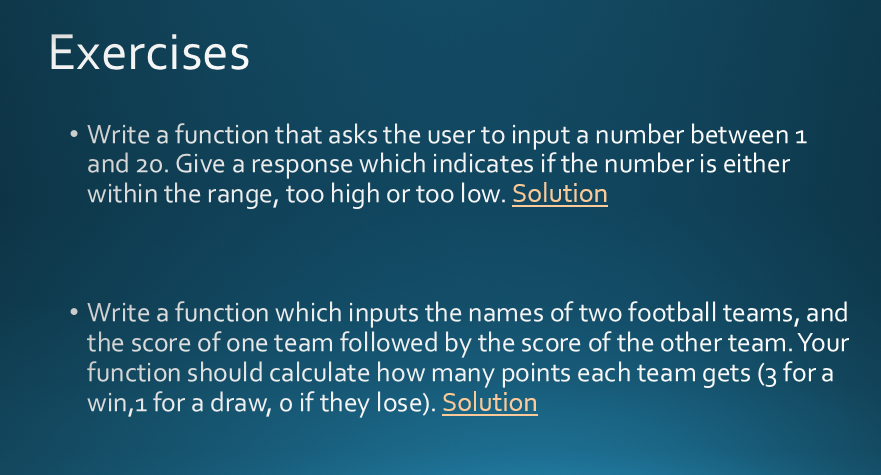 Exercises
• Write a function that asks the user to input a number between 1
and 20. Give a response which indicates if the number is either
within the range, too high or too low. Solution
• Write a function which inputs the names of two football teams, and
the score of one team followed by the score of the other team. Your
function should calculate how many points each team gets (3 for a
win,1 for a draw, 0 if they lose). Solution